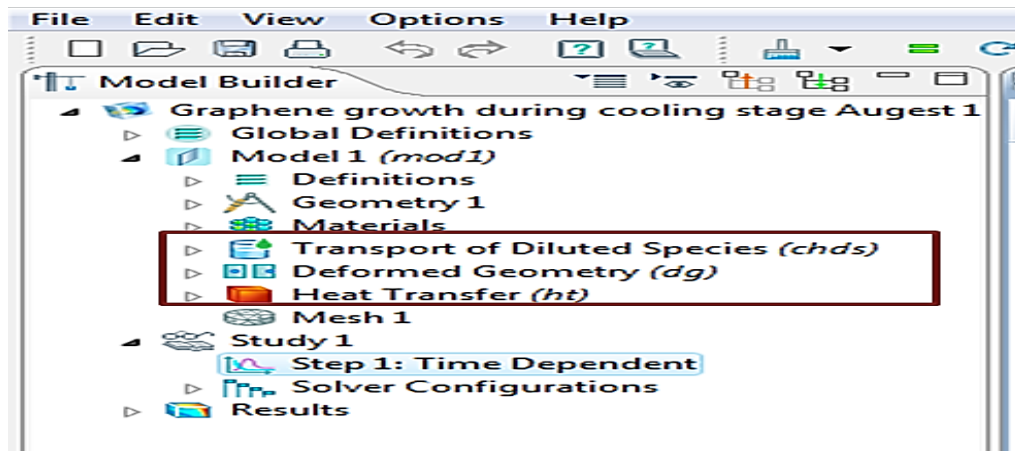 File Edit View Options Help
Model Builder
Graphene growth during cooling stage Augest 1
Global Definitions
Model 1 (mod1)
Definitions
Geometry 1
Materials
Transport of Diluted Species (chds)
Deformed Geometry (dg)
Heat Transfer (ht)
Mesh 1
Study 1
Step 1: Time Dependent
Solver Configurations
Results